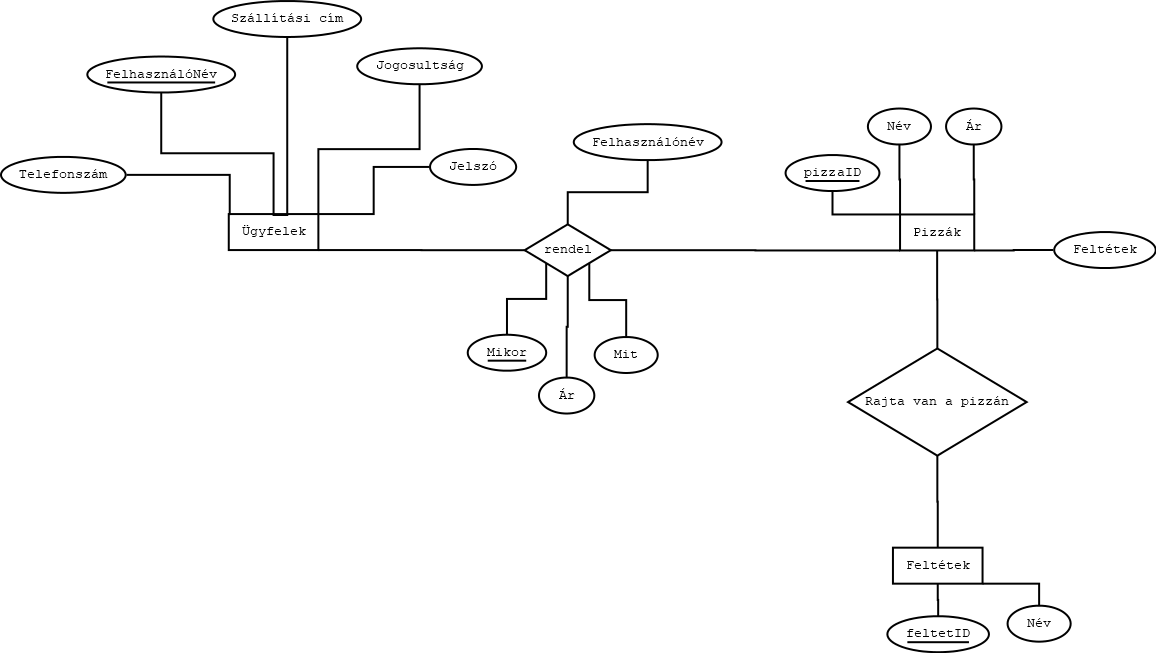 Szállítási cím
FelhasználóNév
Jogosultság
Telefonszám
Jelszó
Ügyfelek
Felhasználónév
rendel
Mikor
Ár
Mit
Név
Ár
pizzaID
Pizzák
Feltétek
Rajta van a pizzán
Feltétek
feltetID
Név